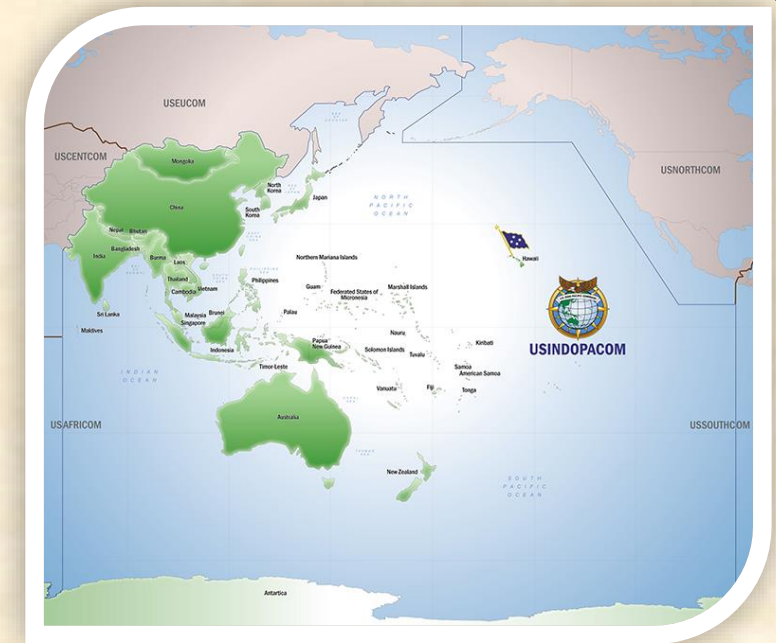 USEUCOM
USCENTCOM
USNORTHCOM
Mongolia
North
Korea
Japan
China
South
Korea
NORTH
PACIFIC
OCEAN
Nepal
Bhutan
Bangladesh
India
Burma
Laos
Hawaii
Northern Mariana Islands
Thailand
Philippines
Vietnam
Cambodia
Guam
Federated States of
Micronesia
Marshall Islands
Sri Lanka
Malaysia
Brunei
Palau
Singapore
Maldives
Nauru
Kiribati
USINDOPACOM
Indonesia
Papua
New Guinea
Solomon Islands
Tuvalu
Timor-Leste
Samoa
American Samoa
INDIAN
OCEAN
Vanuatu
Fiji
Tonga
Australia
USAFRICOM
USSOUTHCOM
New Zealand
SOUTH
PACIFIC
OCEAN
Antartica